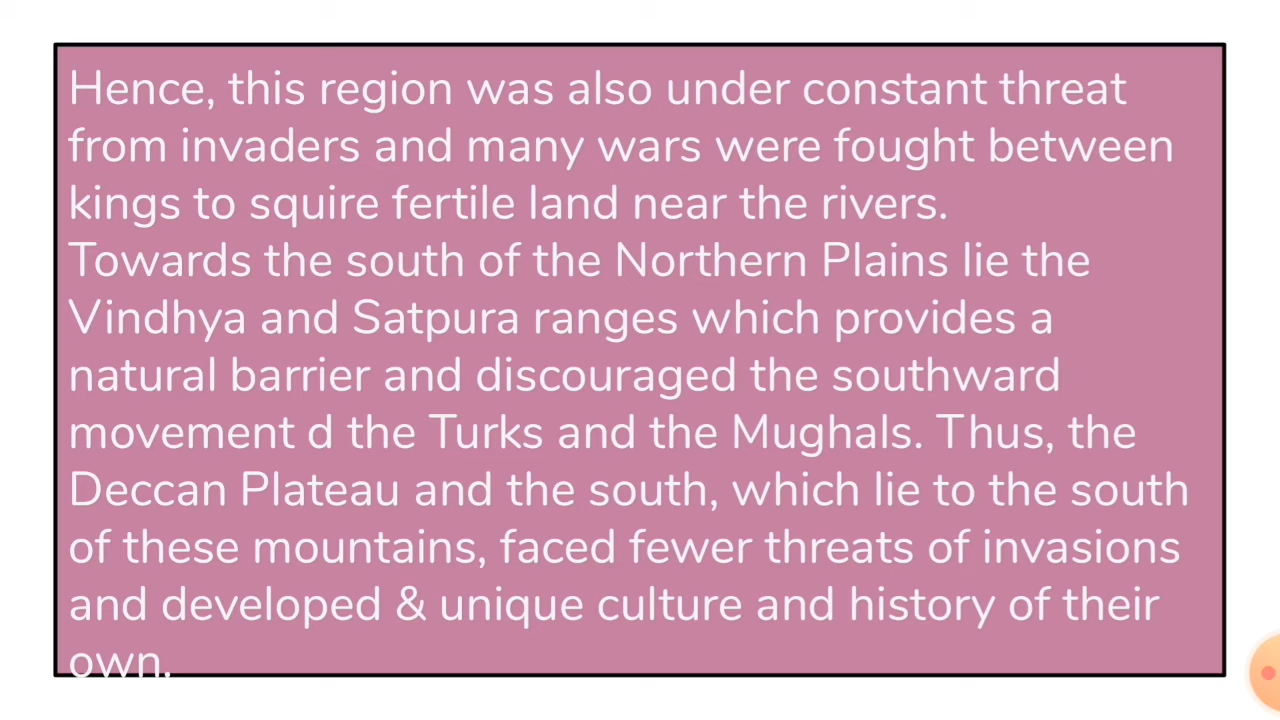 Hence, this region was also under constant threat
from invaders and many wars were fought between
kings to squire fertile land near the rivers.
Towards the south of the Northern Plains lie the
Vindhya and Satpura ranges which provides a
natural barrier and discouraged the southward
movement d the Turks and the Mughals. Thus, the
Deccan Plateau and the south, which lie to the south
of these mountains, faced fewer threats of invasions
and developed & unique culture and history of their
own.